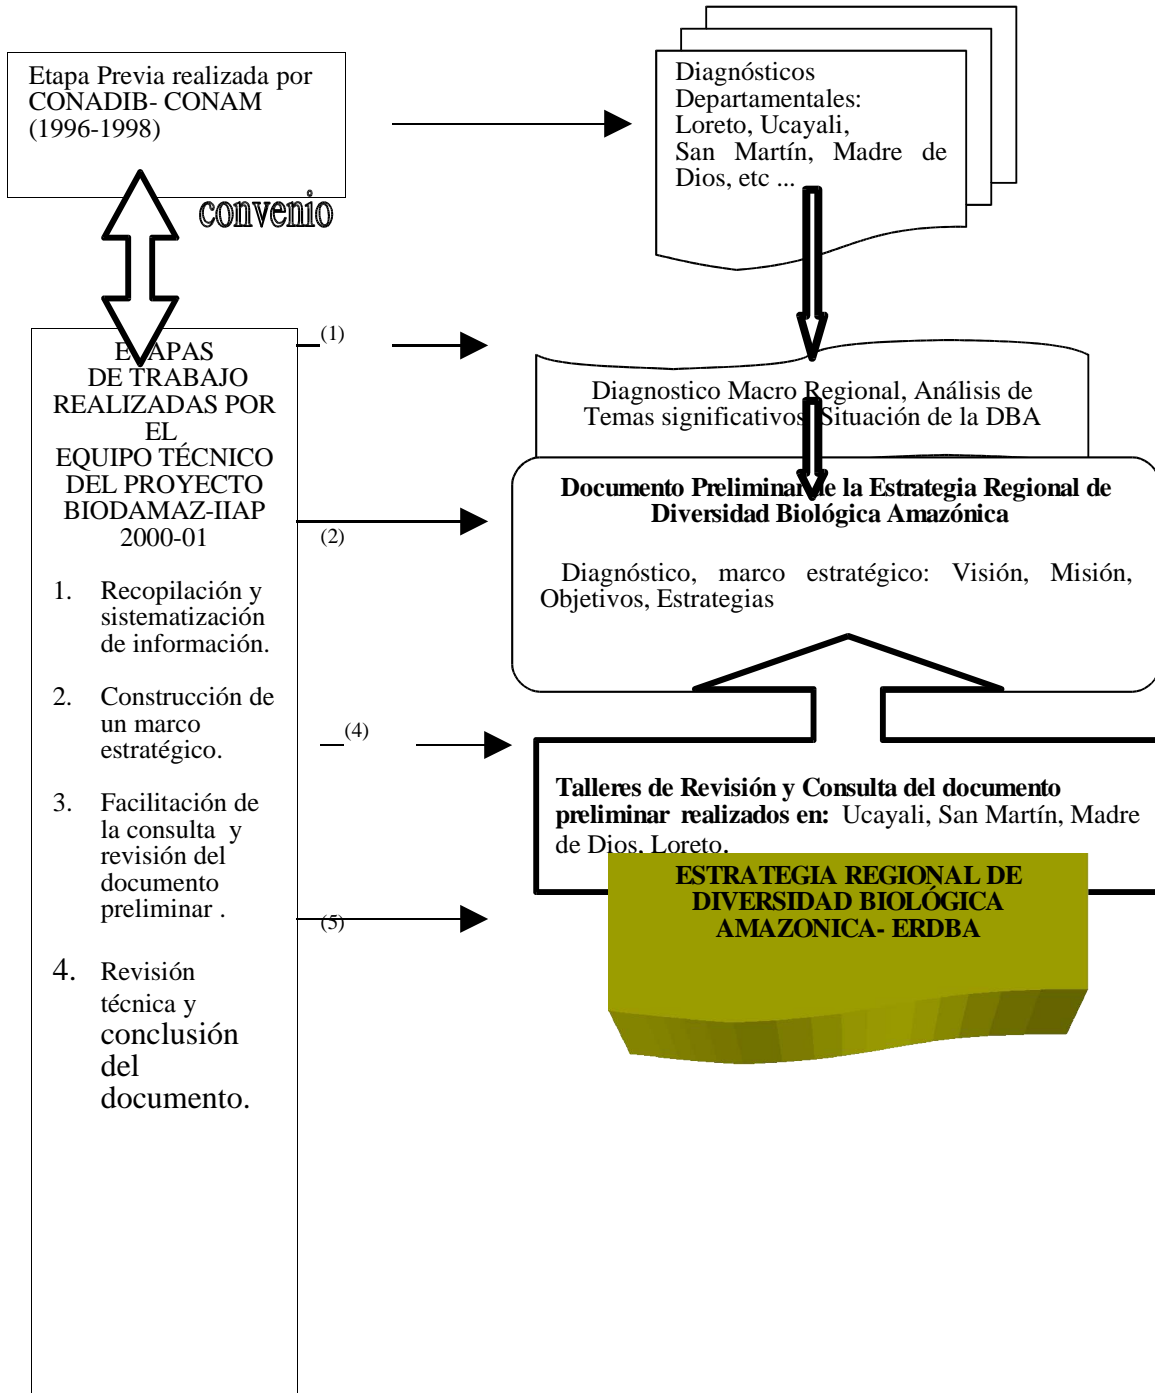 Etapa Previa realizada por
CONADIB- CONAM
(1996-1998)
Diagnósticos
Departamentales:
Loreto, Ucayali,
San Martín, Madre de
Dios, etc ...
convenio
ETAPAS
DE TRABAJO
REALIZADAS POR
EL
EQUIPO TÉCNICO
DEL PROYECTO
BIODAMAZ-IIAP
2000-01
1. Recopilación y
sistematización
de información.
2. Construcción de
un marco
estratégico.
3. Facilitación de
la consulta y
revisión del
documento
preliminar .
4. Revisión
técnica y
conclusión
del
documento.
(1)
Diagnostico Macro Regional, Análisis de
Temas significativos Situación de la DBA
(2)
Documento Preliminar de la Estrategia Regional de
Diversidad Biológica Amazónica
Diagnóstico, marco estratégico: Visión, Misión,
Objetivos, Estrategias
(4)
Talleres de Revisión y Consulta del documento
preliminar realizados en: Ucayali, San Martín, Madre
de Dios, Loreto.
(5)
ESTRATEGIA REGIONAL DE
DIVERSIDAD BIOLÓGICA
AMAZONICA- ERDBA